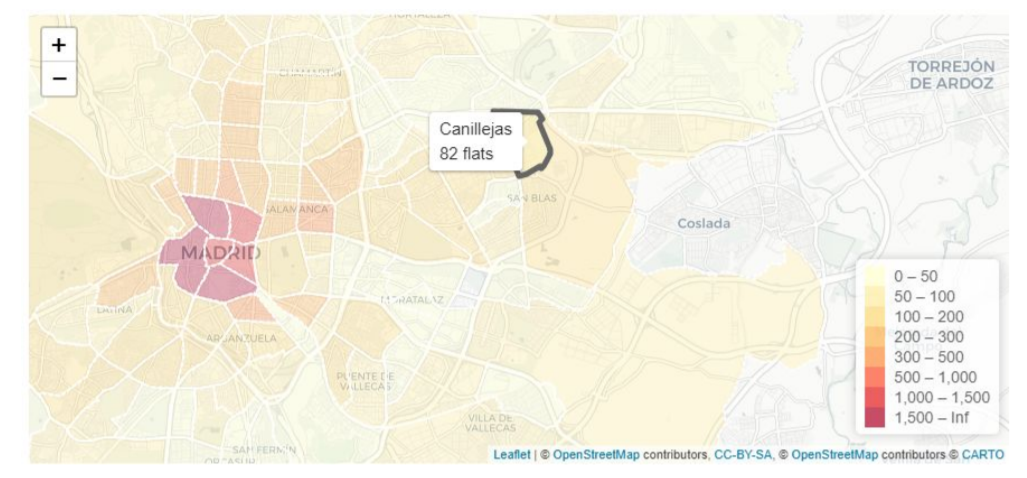 HORTALEZA
+
−
TORREJÓN
DE ARDOZ
CHAMARTÍN
Canillejas
82 flats
SAN BLAS
SALAMANCA
Coslada
MADRID
MORATALAZ
LATINA
ARGANZUELA
PUENTE DE
VALLECAS
VILLA DE
VALLECAS
SAN FERMÍN
0 – 50
50 – 100
100 – 200
200 – 300
300 – 500
500 – 1,000
1,000 – 1,500
1,500 – Inf
Leaflet | © OpenStreetMap contributors, CC-BY-SA, © OpenStreetMap contributors © CARTO